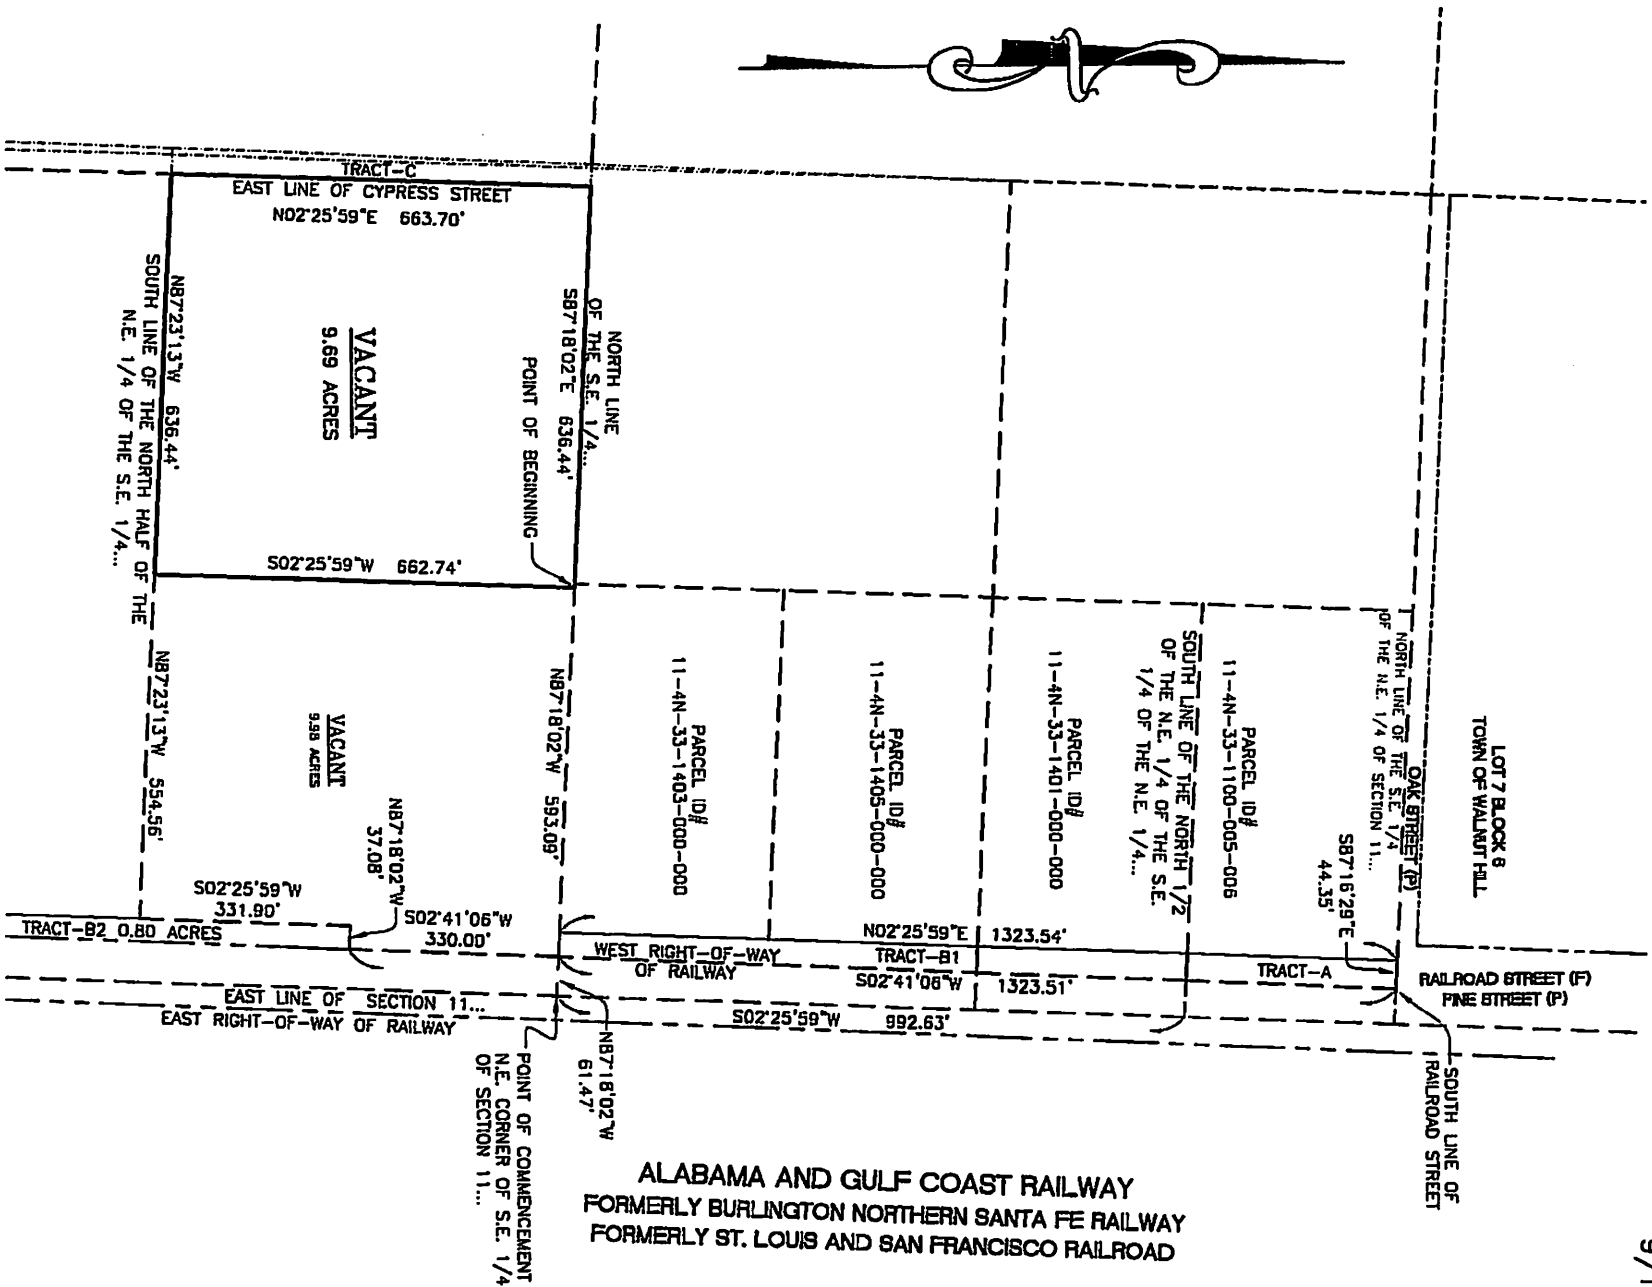 TRACT-C
EAST LINE OF CYPRESS STREET
N02°25'59"E 663.70'
NORTH LINE
OF THE S.E. 1/4...
S87°18'02"E 636.44'
POINT OF BEGINNING
VACANT
9.69 ACRES
N87°23'13"W 636.44'
SOUTH LINE OF THE NORTH HALF OF THE
N.E. 1/4 OF THE S.E. 1/4...
S02°25'59"W 662.74'
N87°23'13"W 554.56'
VACANT
9.98 ACRES
N87°18'02"W 593.09'
N87°18'02"W
37.08'
S02°25'59"W
331.90'
S02°41'06"W
330.00'
TRACT-B2 0.80 ACRES
PARCEL ID#
11-4N-33-1403-000-000
PARCEL ID#
11-4N-33-1405-000-000
PARCEL ID#
11-4N-33-1401-000-000
SOUTH LINE OF THE NORTH 1/2
OF THE N.E. 1/4 OF THE S.E.
1/4 OF THE N.E. 1/4...
PARCEL ID#
11-4N-33-1100-005-006
OAK STREET (P)
NORTH LINE OF THE S.E. 1/4
OF THE N.E. 1/4 OF SECTION 11...
S87°16'29"E
44.35'
LOT 7 BLOCK 6
TOWN OF WALNUT HILL
N02°25'59"E 1323.54'
WEST RIGHT-OF-WAY
OF RAILWAY
TRACT-B1
TRACT-A
S02°41'06"W 1323.51'
RAILROAD STREET (F)
PINE STREET (P)
EAST LINE OF SECTION 11...
EAST RIGHT-OF-WAY OF RAILWAY
S02°25'59"W 992.63'
N87°18'02"W
61.47'
POINT OF COMMENCEMENT
N.E. CORNER OF S.E. 1/4
OF SECTION 11...
SOUTH LINE OF
RAILROAD STREET
ALABAMA AND GULF COAST RAILWAY
FORMERLY BURLINGTON NORTHERN SANTA FE RAILWAY
FORMERLY ST. LOUIS AND SAN FRANCISCO RAILROAD